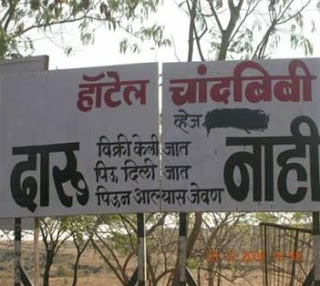 हॉटेल चांदबिबी
व्हेज
दारू विक्री केली जात नाही
पिऊ दिली जात
पिऊन आल्यास जेवण